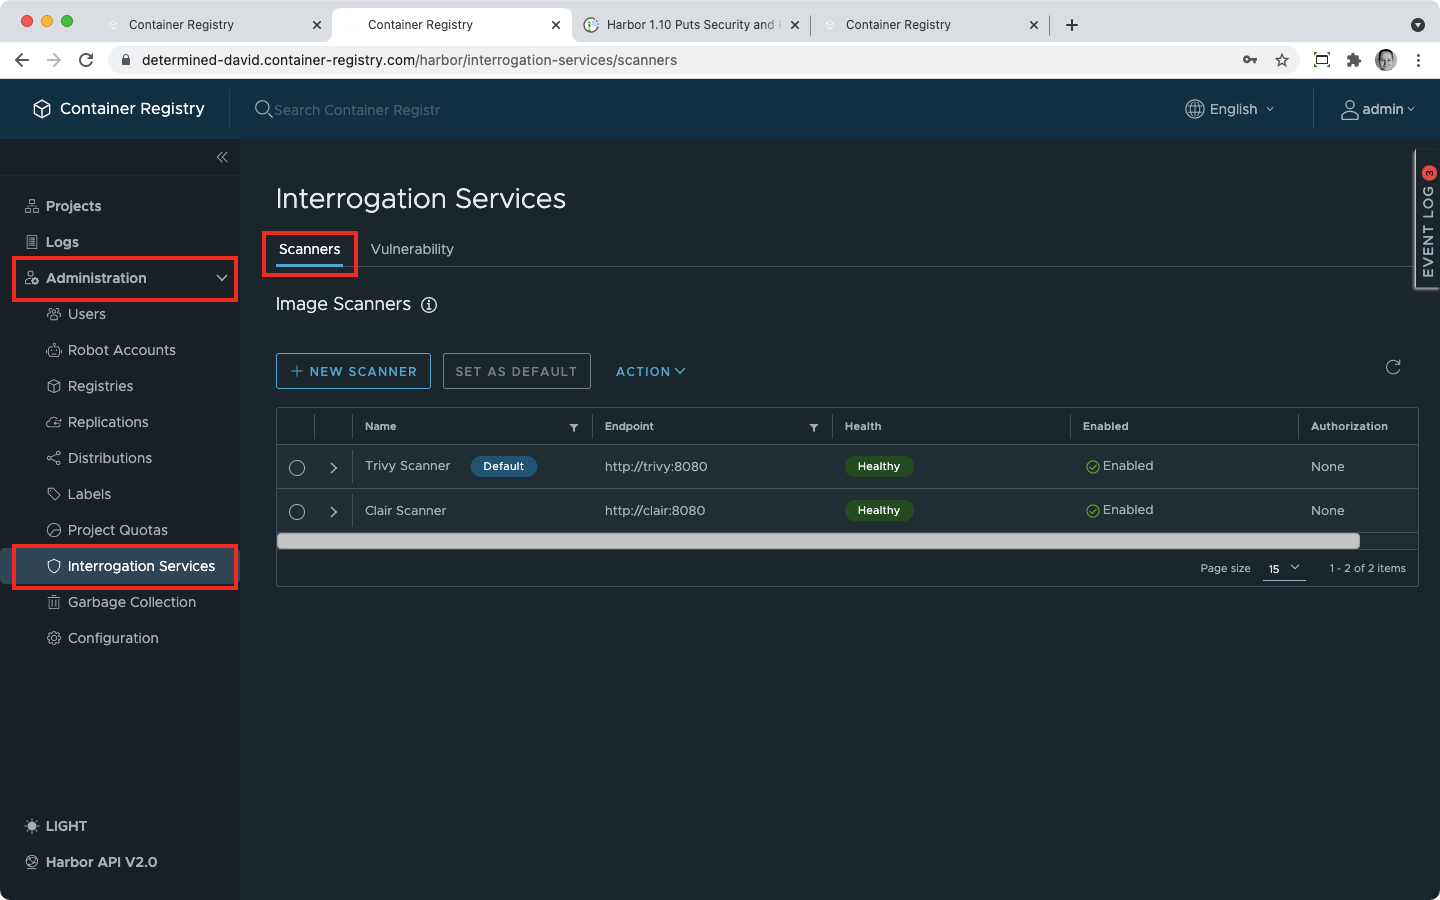 Container Registry
Container Registry
Harbor 1.10 Puts Security and
Container Registry
determined-david.container-registry.com/harbor/interrogation-services/scanners
Container Registry
Search Container Registr
English
admin
Projects
Logs
Administration
Users
Robot Accounts
Registries
Replications
Distributions
Labels
Project Quotas
Interrogation Services
Garbage Collection
Configuration
LIGHT
Harbor API V2.0
Interrogation Services
Scanners Vulnerability
Image Scanners
+ NEW SCANNER SET AS DEFAULT ACTION
Name Endpoint Health Enabled Authorization
Trivy Scanner Default http://trivy:8080 Healthy Enabled None
Clair Scanner http://clair:8080 Healthy Enabled None
Page size 15 1 - 2 of 2 items
EVENT LOG 3